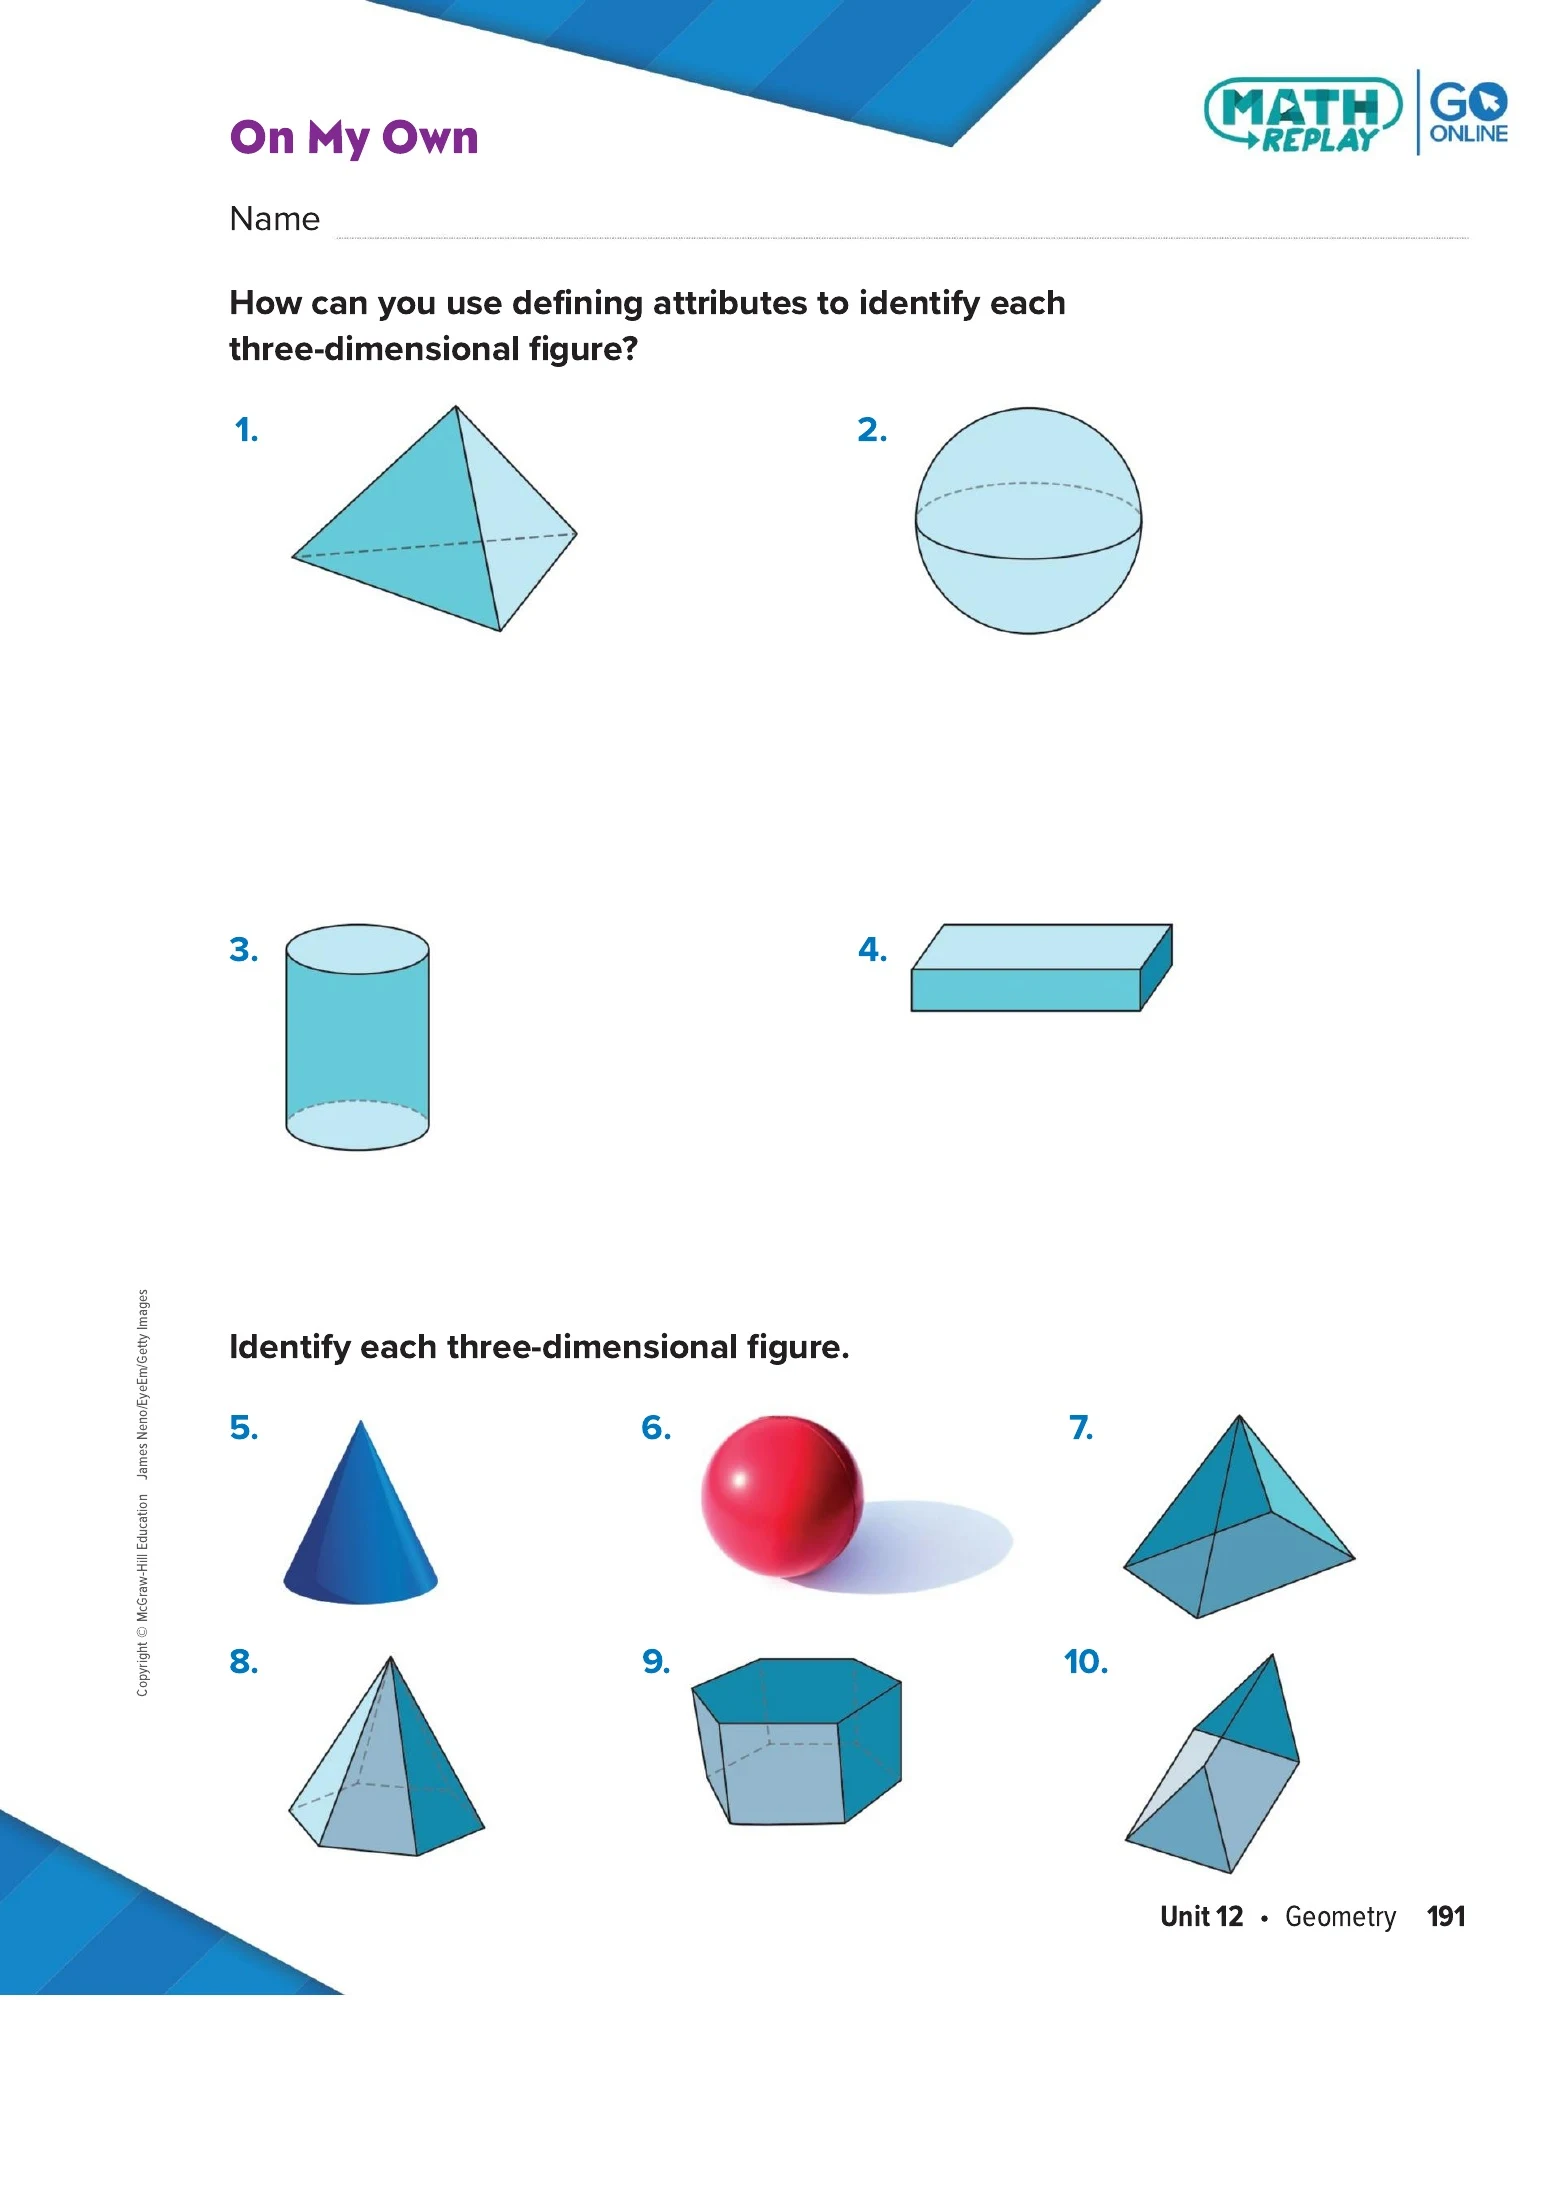 MATH
REPLAY
GO
ONLINE
On My Own
Name
How can you use defining attributes to identify each
three-dimensional figure?
1.
2.
3.
4.
Identify each three-dimensional figure.
5.
6.
7.
8.
9.
10.
Copyright © McGraw-Hill Education James Neno/EyeEm/Getty Images
Unit 12 • Geometry 191